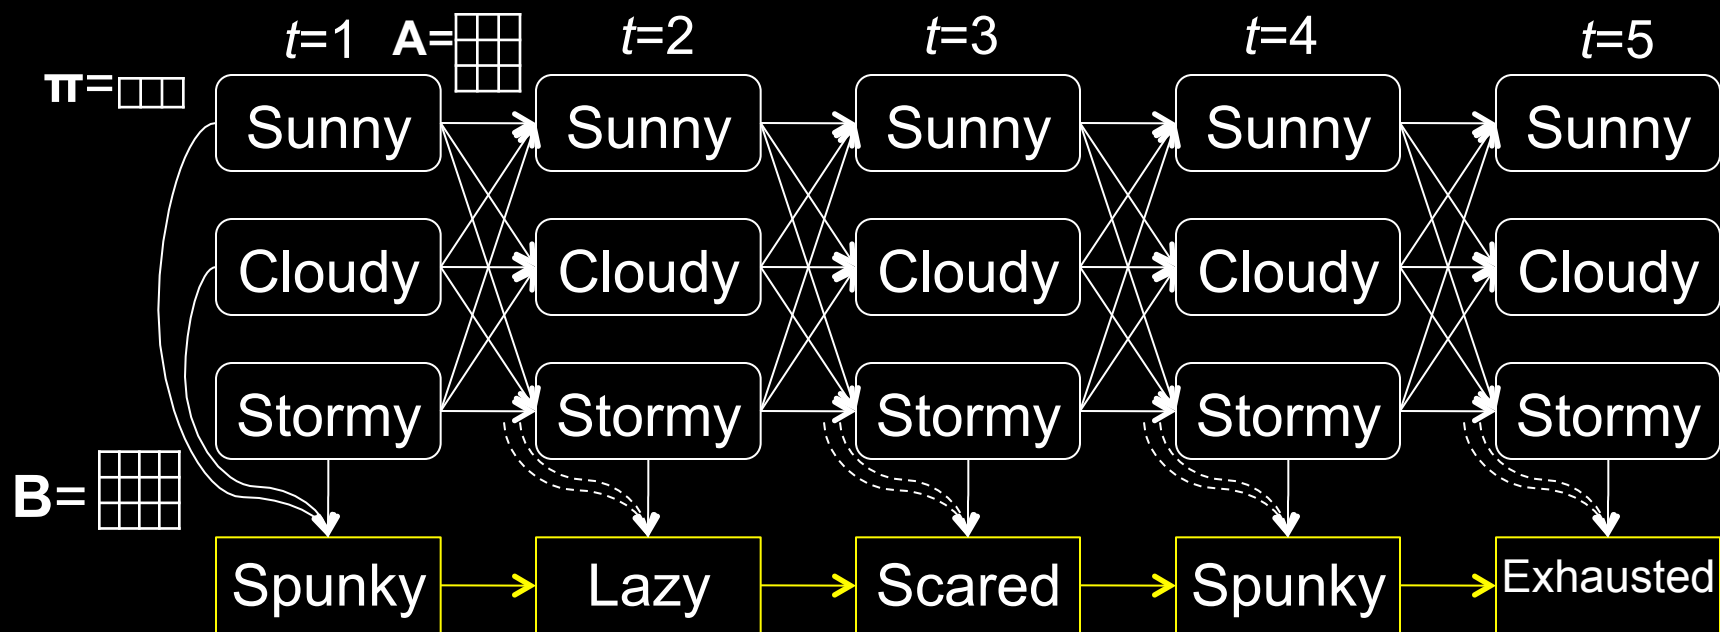 t=1 A= t=2 t=3 t=4 t=5
π=
Sunny Sunny Sunny Sunny Sunny
Cloudy Cloudy Cloudy Cloudy Cloudy
Stormy Stormy Stormy Stormy Stormy
B=
Spunky Lazy Scared Spunky Exhausted